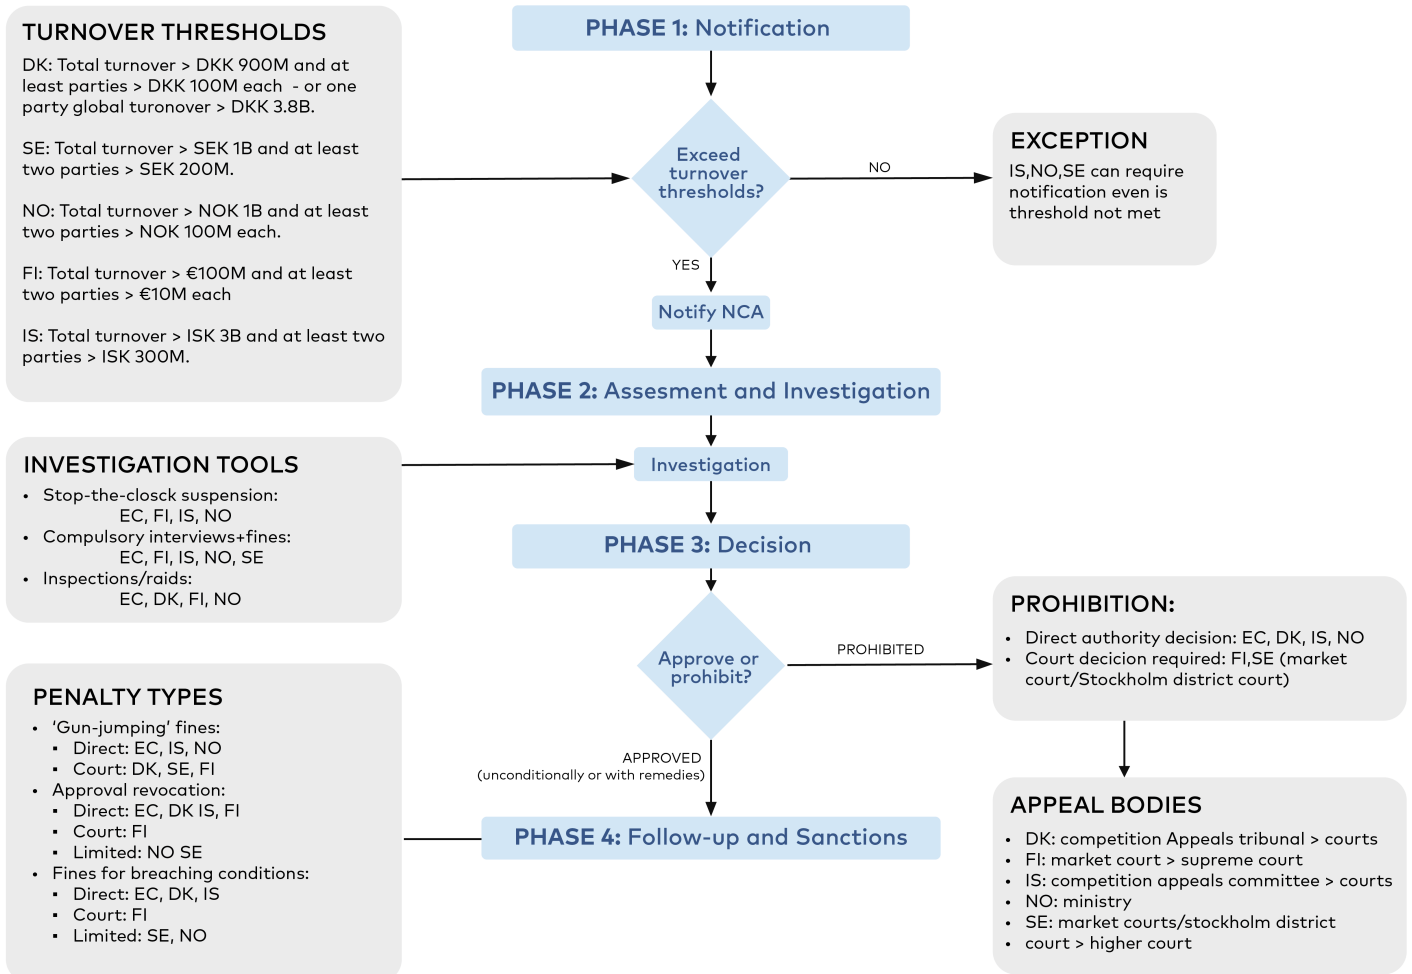 TURNOVER THRESHOLDS
DK: Total turnover > DKK 900M and at
least parties > DKK 100M each  - or one
party global turonover > DKK 3.8B.
SE: Total turnover > SEK 1B and at least
two parties > SEK 200M.
NO: Total turnover > NOK 1B and at least
two parties > NOK 100M each.
FI: Total turnover > €100M and at least
two parties > €10M each
IS: Total turnover > ISK 3B and at least two
parties > ISK 300M.
PHASE 1: Notification
Exceed
turnover
thresholds?
NO
EXCEPTION
IS,NO,SE can require
notification even is
threshold not met
YES
Notify NCA
PHASE 2: Assesment and Investigation
INVESTIGATION TOOLS
• Stop-the-closck suspension:
EC, FI, IS, NO
• Compulsory interviews+fines:
EC, FI, IS, NO, SE
• Inspections/raids:
EC, DK, FI, NO
Investigation
PHASE 3: Decision
Approve or
prohibit?
PROHIBITED
PROHIBITION:
• Direct authority decision: EC, DK, IS, NO
• Court decicion required: FI,SE (market
court/Stockholm district court)
APPROVED
(unconditionally or with remedies)
PENALTY TYPES
• ‘Gun-jumping’ fines:
▪ Direct: EC, IS, NO
▪ Court: DK, SE, FI
• Approval revocation:
▪ Direct: EC, DK IS, FI
▪ Court: FI
▪ Limited: NO SE
• Fines for breaching conditions:
▪ Direct: EC, DK, IS
▪ Court: FI
▪ Limited: SE, NO
PHASE 4: Follow-up and Sanctions
APPEAL BODIES
• DK: competition Appeals tribunal > courts
• FI: market court > supreme court
• IS: competition appeals committee > courts
• NO: ministry
• SE: market courts/stockholm district
• court > higher court